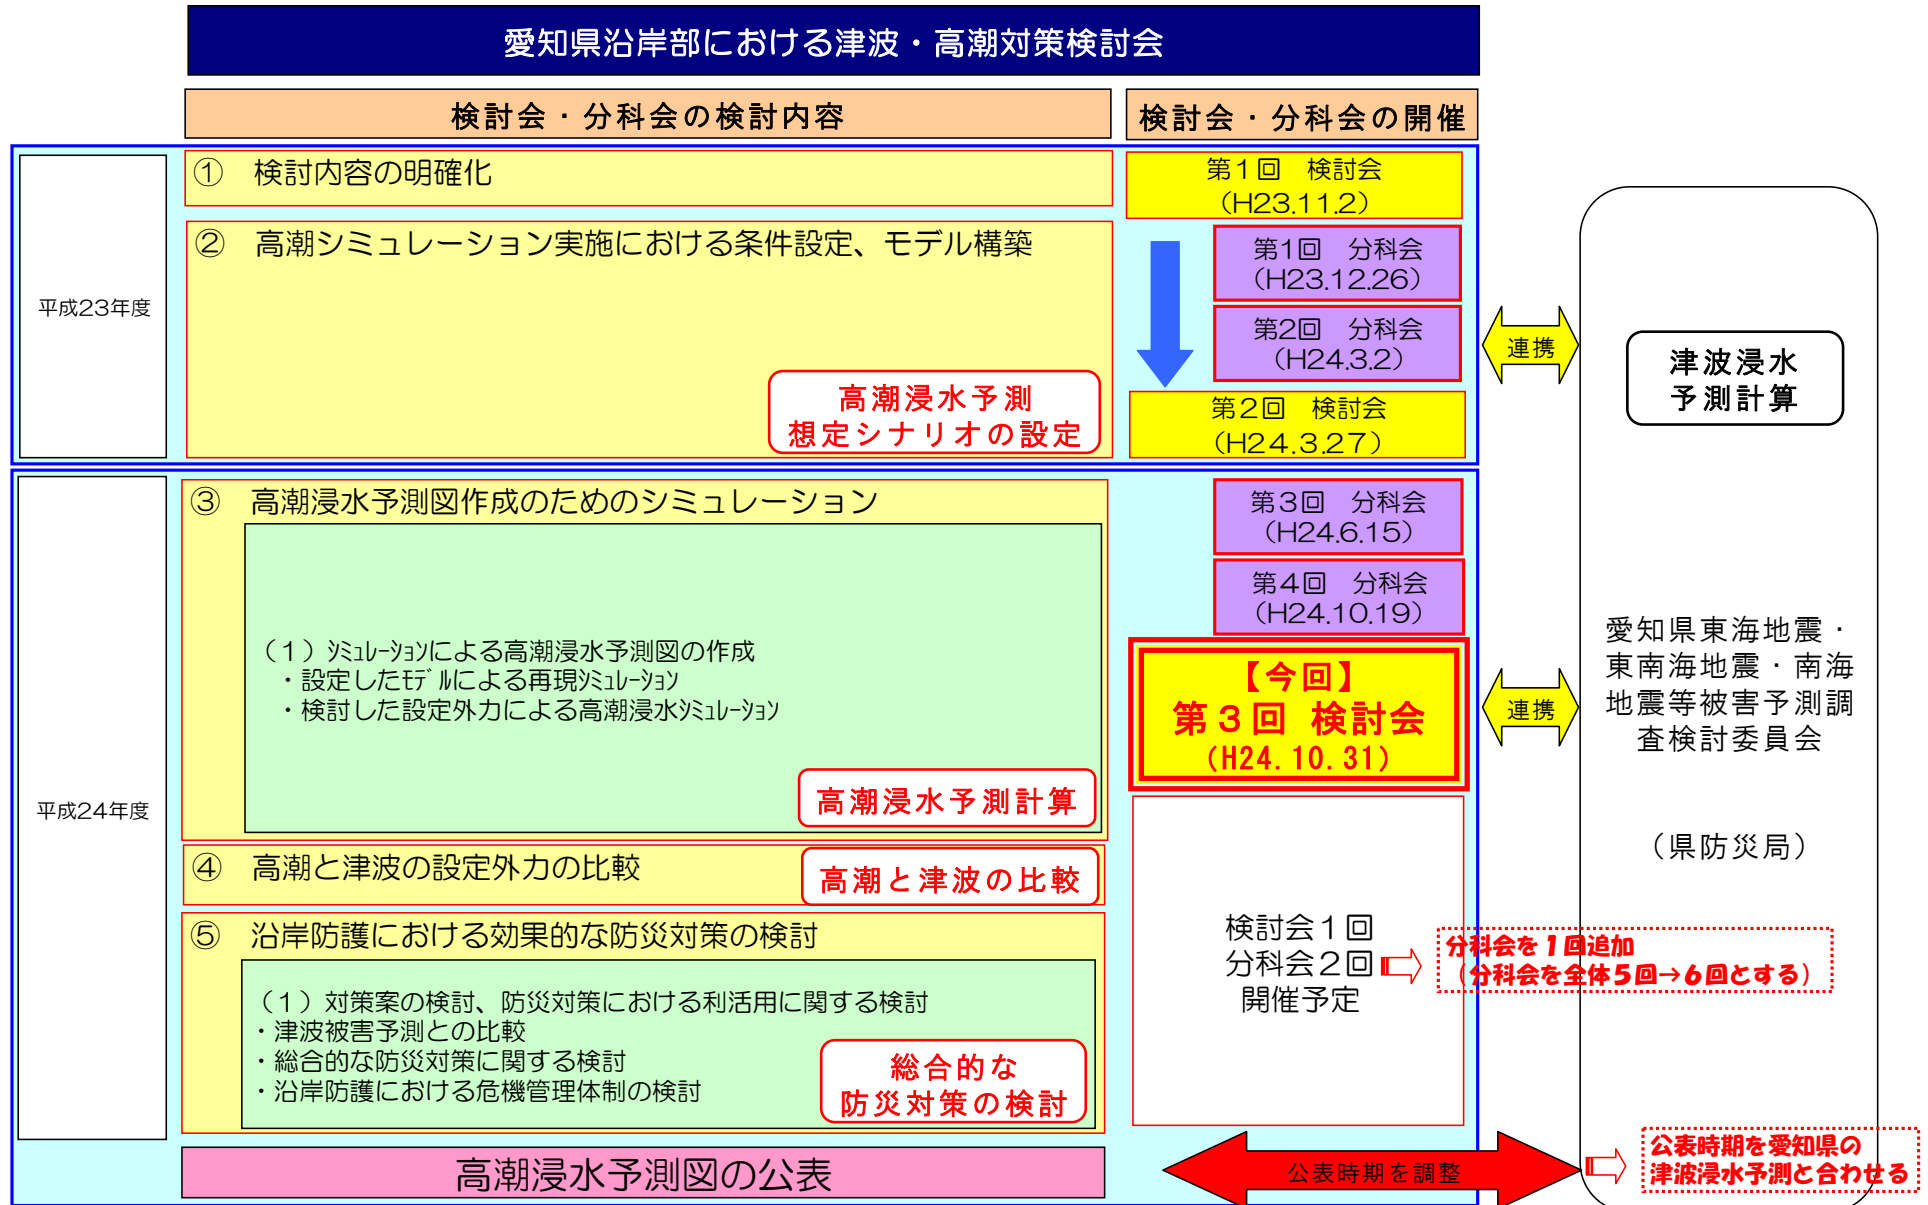 愛知県沿岸部における津波・高潮対策検討会
検討会・分科会の検討内容
検討会・分科会の開催
平成23年度
① 検討内容の明確化
第1回 検討会
(H23.11.2)
② 高潮シミュレーション実施における条件設定、モデル構築
高潮浸水予測
想定シナリオの設定
第1回 分科会
(H23.12.26)
第2回 分科会
(H24.3.2)
第2回 検討会
(H24.3.27)
連携
津波浸水
予測計算
平成24年度
③ 高潮浸水予測図作成のためのシミュレーション
(1)シミュレーションによる高潮浸水予測図の作成
・設定したモデルによる再現シミュレーション
・検討した設定外力による高潮浸水シミュレーション
高潮浸水予測計算
第3回 分科会
(H24.6.15)
第4回 分科会
(H24.10.19)
【今回】
第3回 検討会
(H24.10.31)
連携
愛知県東海地震・
東南海地震・南海
地震等被害予測調
査検討委員会
(県防災局)
④ 高潮と津波の設定外力の比較
高潮と津波の比較
⑤ 沿岸防護における効果的な防災対策の検討
(1)対策案の検討、防災対策における利活用に関する検討
・津波被害予測との比較
・総合的な防災対策に関する検討
・沿岸防護における危機管理体制の検討
総合的な
防災対策の検討
検討会1回
分科会2回
開催予定
分科会を1回追加
(分科会を全体5回→6回とする)
高潮浸水予測図の公表
公表時期を調整
公表時期を愛知県の
津波浸水予測と合わせる